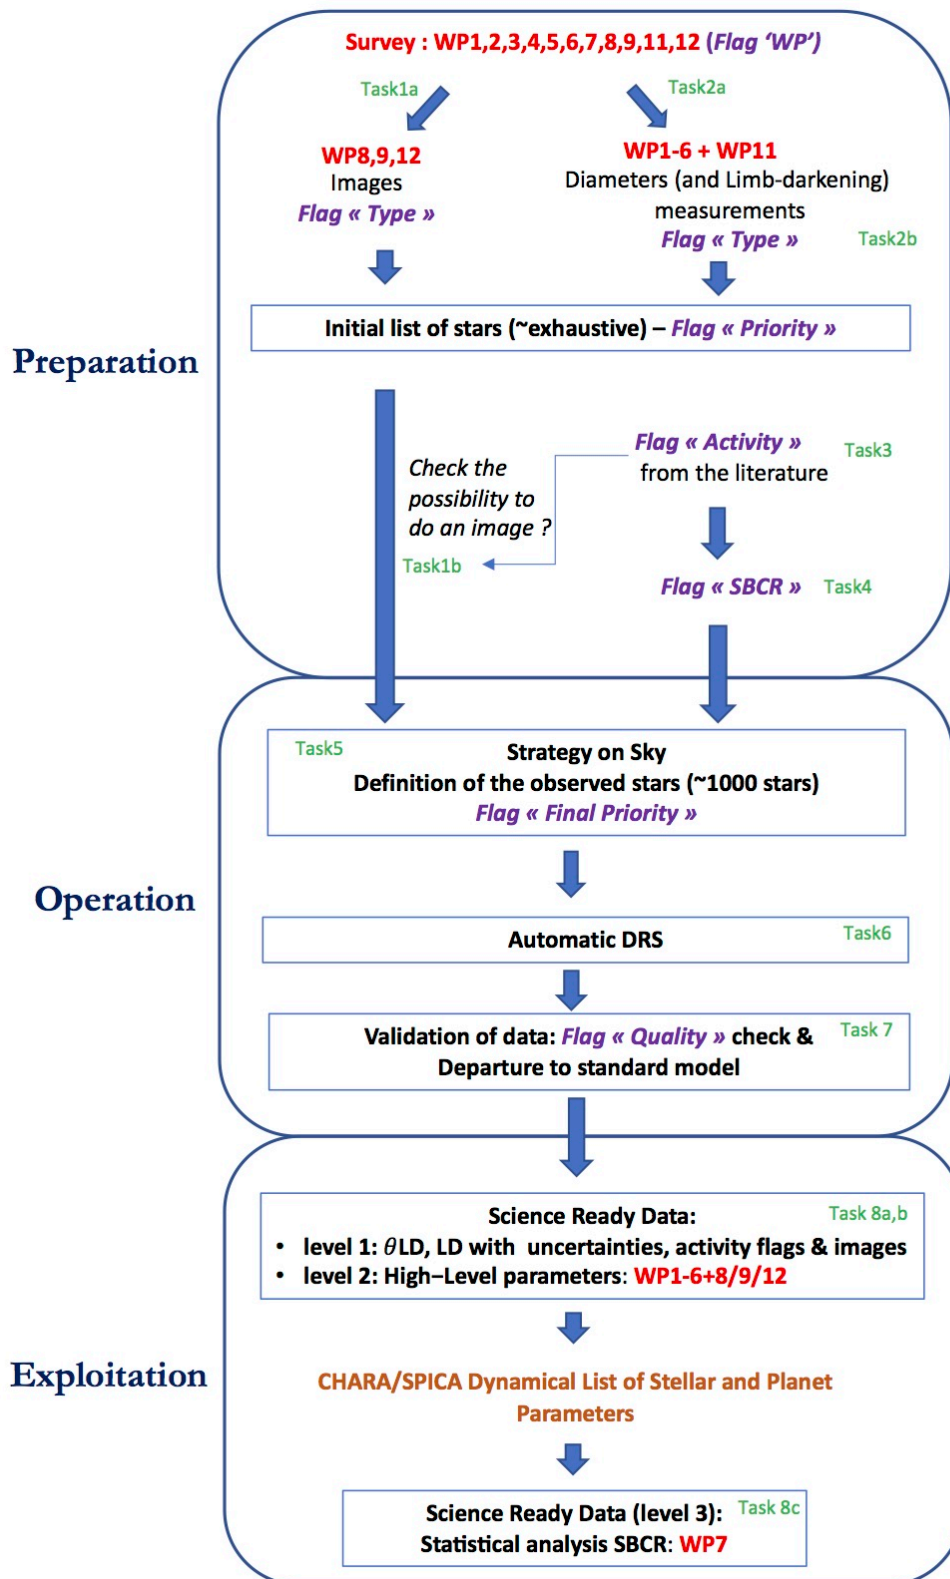 Survey : WP1,2,3,4,5,6,7,8,9,11,12 (Flag ‘WP’)
Task1a
Task2a
WP8,9,12
Images
Flag « Type »
WP1-6 + WP11
Diameters (and Limb-darkening)
measurements
Flag « Type »
Task2b
Initial list of stars (~exhaustive) – Flag « Priority »
Preparation
Flag « Activity »
from the literature
Task3
Check the
possibility to
do an image ?
Task1b
Flag « SBCR »
Task4
Task5
Strategy on Sky
Definition of the observed stars (~1000 stars)
Flag « Final Priority »
Operation
Automatic DRS
Task6
Validation of data: Flag « Quality » check &
Departure to standard model
Task 7
Science Ready Data:
Task 8a,b
• level 1: θLD, LD with uncertainties, activity flags & images
• level 2: High–Level parameters: WP1-6+8/9/12
Exploitation
CHARA/SPICA Dynamical List of Stellar and Planet
Parameters
Science Ready Data (level 3):
Task 8c
Statistical analysis SBCR: WP7